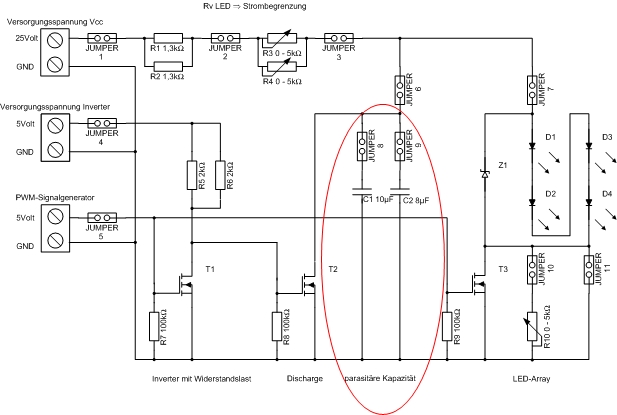 Rv LED ⇒ Strombegrenzung
Versorgungsspannung Vcc
25Volt
GND
JUMPER
1
R1 1,3kΩ
R2 1,3kΩ
JUMPER
2
R3 0 - 5kΩ
R4 0 - 5kΩ
JUMPER
3
JUMPER
6
JUMPER
7
Versorgungsspannung Inverter
5Volt
GND
JUMPER
4
R5 2kΩ
R6 2kΩ
JUMPER
8
JUMPER
9
C1 10µF
C2 8µF
Z1
D1
D2
D3
D4
PWM-Signalgenerator
5Volt
GND
JUMPER
5
T1
T2
T3
R7 100kΩ
R8 100kΩ
R9 100kΩ
JUMPER
10
JUMPER
11
R10 0 - 5kΩ
Inverter mit Widerstandslast
Discharge
parasitäre Kapazität
LED-Array